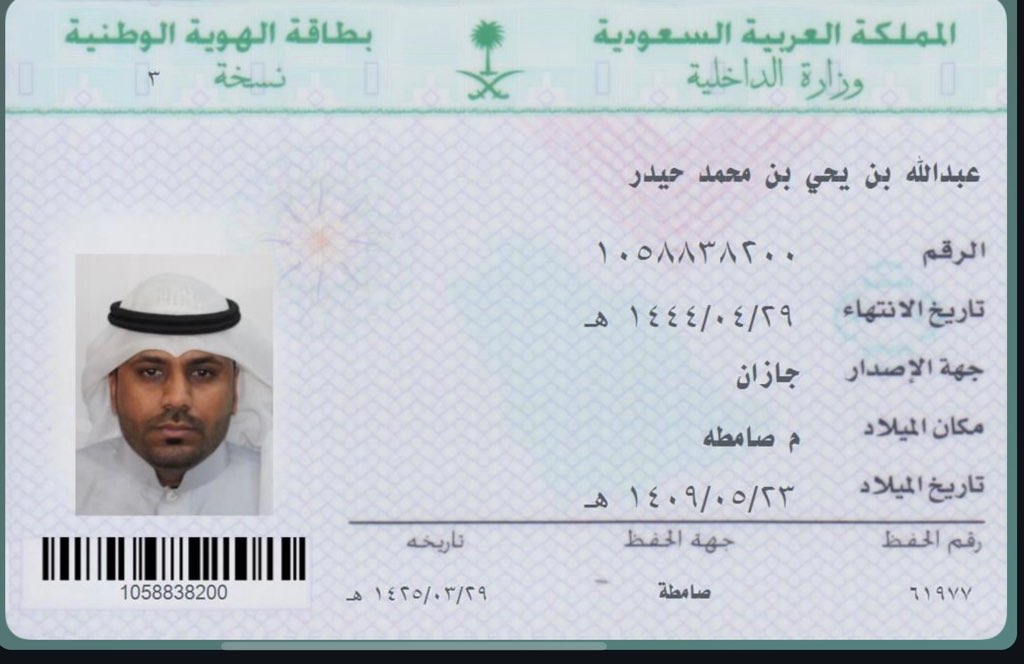 المملكة العربية السعودية
وزارة الداخلية
بطاقة الهوية الوطنية
نسخة ٣
عبدالله بن يحي بن محمد حيدر
الرقم ١٠٥٨٨٣٨٢٠٠
تاريخ الانتهاء ١٤٤٤/٠٤/٢٩ هـ
جهة الإصدار جازان
مكان الميلاد م صامطه
تاريخ الميلاد ١٤٠٩/٠٥/٢٣ هـ
رقم الحفظ جهة الحفظ تاريخه
٦١٩٧٧ صامطة ١٤٢٥/٠٣/٢٩ هـ
1058838200